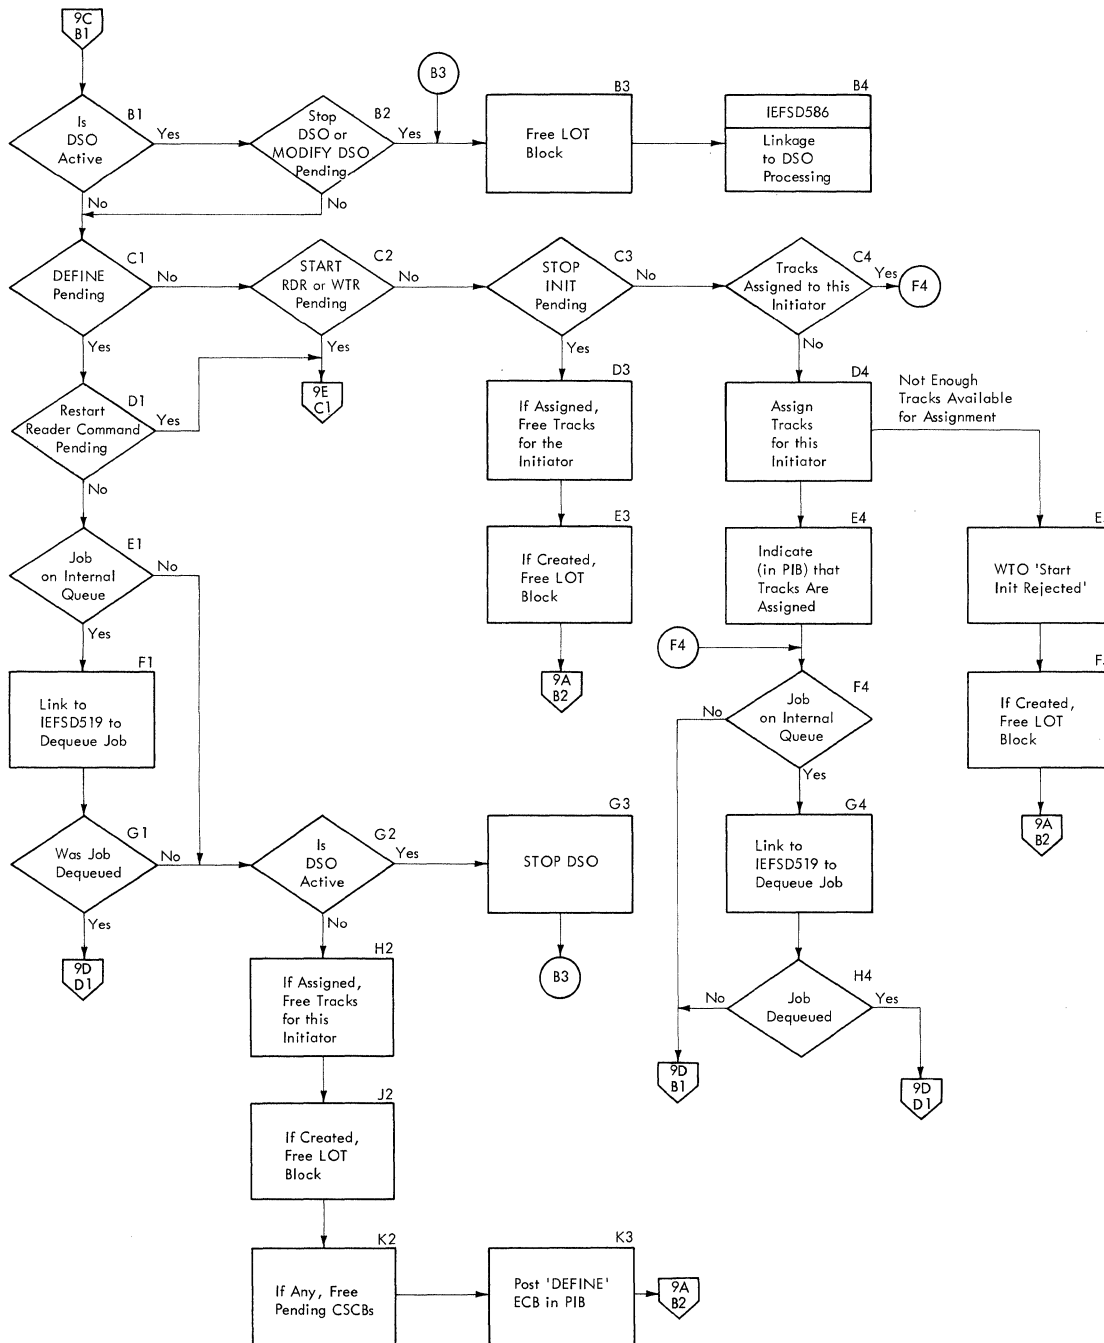 9C
B1
B3
Is
DSO
Active
B1
Yes
No
Stop
DSO or
MODIFY DSO
Pending
B2
Yes
No
B3
Free LOT
Block
B4
IEFSD586
Linkage
to DSO
Processing
C1
DEFINE
Pending
No
Yes
C2
START
RDR or WTR
Pending
No
Yes
C3
STOP
INIT
Pending
No
Yes
C4
Tracks
Assigned to this
Initiator
Yes
No
F4
9E
C1
D1
Restart
Reader Command
Pending
Yes
No
D3
If Assigned,
Free Tracks
for the
Initiator
D4
Assign
Tracks
for this
Initiator
Not Enough
Tracks Available
for Assignment
E1
Job
on Internal
Queue
No
Yes
E3
If Created,
Free LOT
Block
E4
Indicate
(in PIB) that
Tracks Are
Assigned
WTO 'Start
Init Rejected'
F1
Link to
IEFSD519 to
Dequeue Job
9A
B2
F4
F4
Job
on Internal
Queue
No
Yes
If Created,
Free LOT
Block
9A
B2
G1
Was Job
Dequeued
No
Yes
G2
Is
DSO
Active
Yes
No
G3
STOP DSO
G4
Link to
IEFSD519 to
Dequeue Job
9D
D1
H2
If Assigned,
Free Tracks
for this
Initiator
B3
H4
Job
Dequeued
No
Yes
9D
B1
9D
D1
J2
If Created,
Free LOT
Block
K2
If Any, Free
Pending CSCBs
K3
Post 'DEFINE'
ECB in PIB
9A
B2